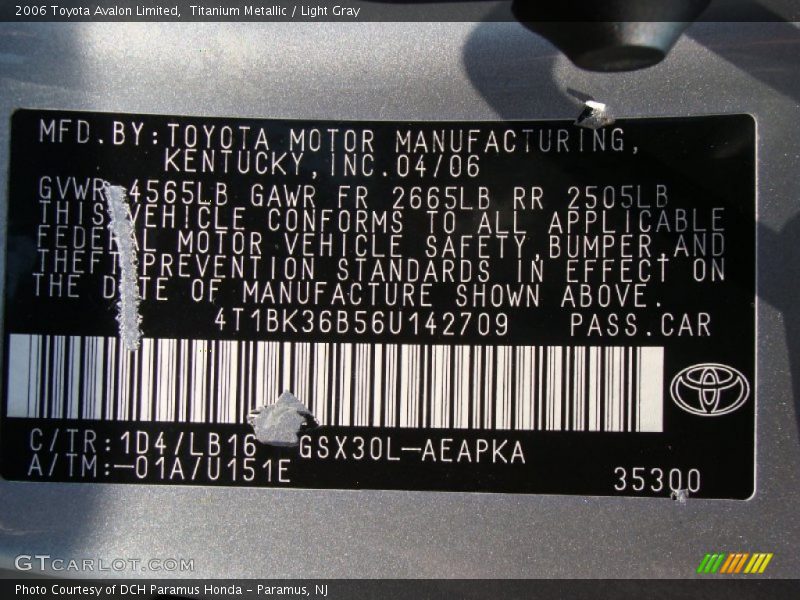 2006 Toyota Avalon Limited, Titanium Metallic / Light Gray
MFD.BY:TOYOTA MOTOR MANUFACTURING,
KENTUCKY,INC.04/06
GVWR 4565LB GAWR FR 2665LB RR 2505LB
THIS VEHICLE CONFORMS TO ALL APPLICABLE
FEDERAL MOTOR VEHICLE SAFETY,BUMPER,AND
THEFT PREVENTION STANDARDS IN EFFECT ON
THE DATE OF MANUFACTURE SHOWN ABOVE.
4T1BK36B56U142709 PASS.CAR
C/TR:1D4/LB16 GSX30L-AEAPKA
A/TM:-01A/U151E
35300
GTCARLOT.COM
Photo Courtesy of DCH Paramus Honda - Paramus, NJ